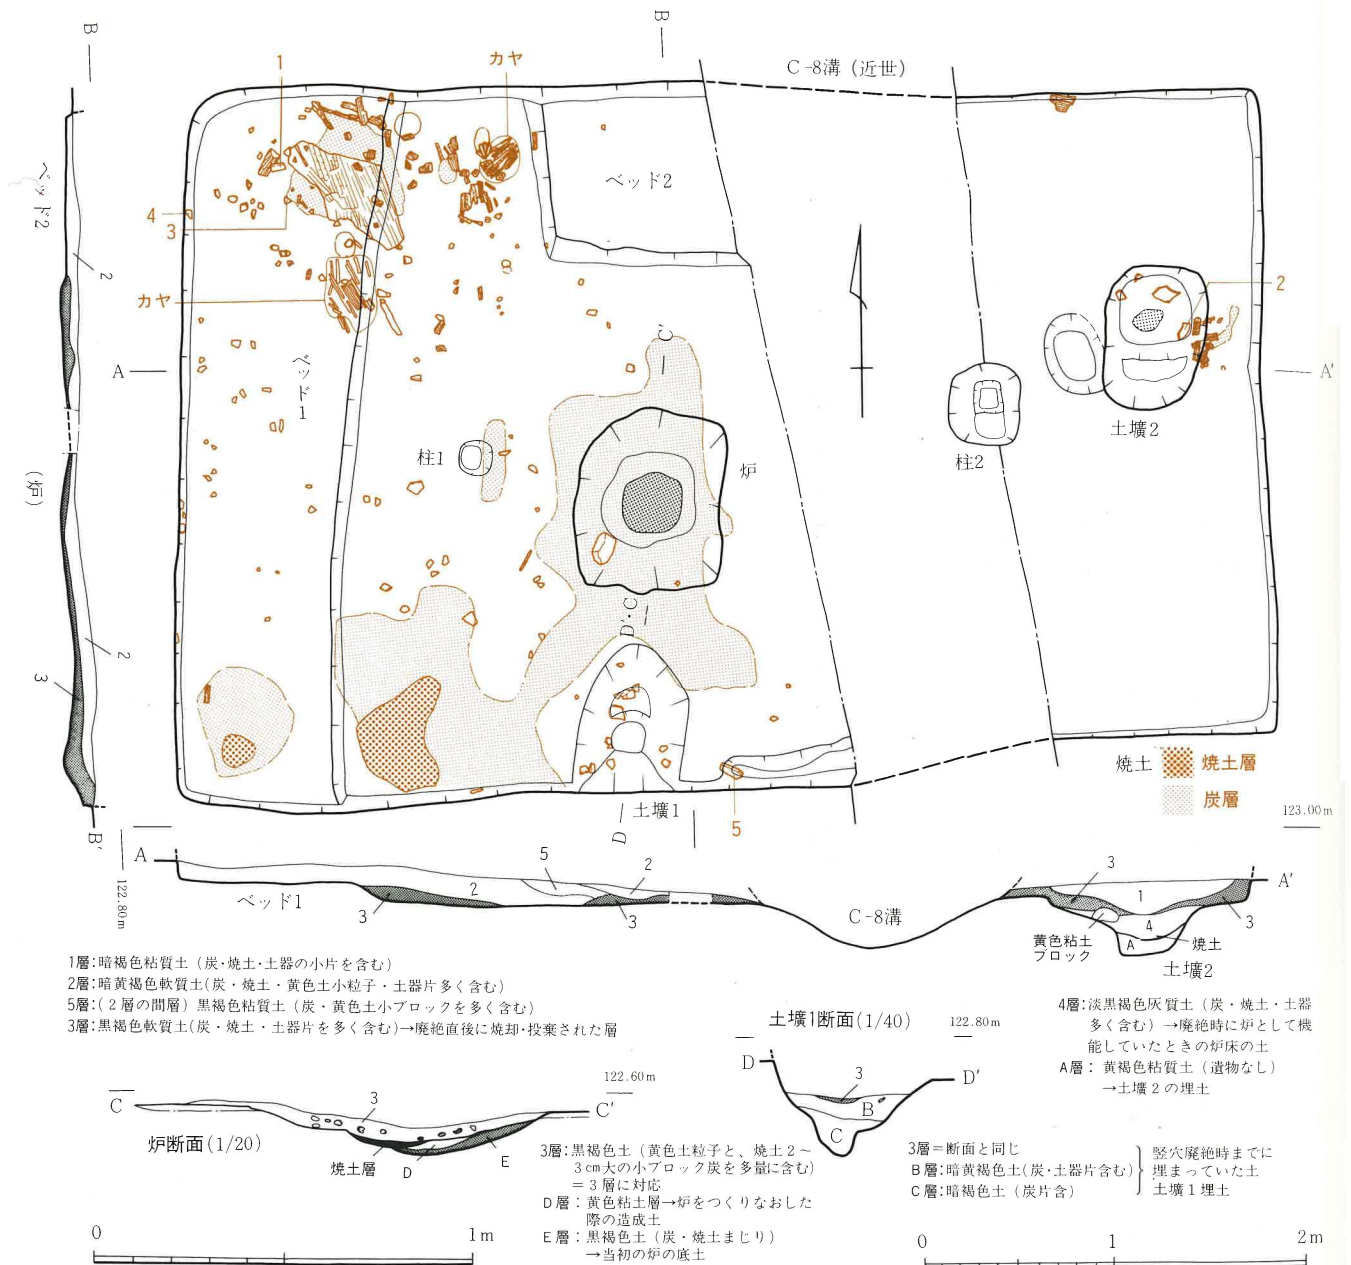 B
B
1
カヤ
C-8溝(近世)
ベッド2
ベッド2
4
3
2
カヤ
2
A
ベッド1
C'
A'
土壙2
柱1
炉
柱2
(炉)
D'・C
2
3
焼土
焼土層
炭層
土壙1
D
5
B'
122.80m
123.00m
A
5
2
3
A'
ベッド1
3
2
3
C-8溝
1
4
A
3
黄色粘土
ブロック
焼土
土壙2
1層:暗褐色粘質土(炭・焼土・土器の小片を含む)
2層:暗黄褐色軟質土(炭・焼土・黄色土小粒子・土器片多く含む)
5層:(2層の間層)黒褐色粘質土(炭・黄色土小ブロックを多く含む)
3層:黒褐色軟質土(炭・焼土・土器片を多く含む)→廃絶直後に焼却・投棄された層
4層:淡黒褐色灰質土(炭・焼土・土器
多く含む)→廃絶時に炉として機
能していたときの炉床の土
A層:黄褐色粘質土(遺物なし)
→土壙2の埋土
土壙1断面(1/40)
122.80m
D
D'
3
B
C
122.60m
C
3
C'
炉断面(1/20)
焼土層
D
E
3層:黒褐色土(黄色土粒子と、焼土2~
3cm大の小ブロック炭を多量に含む)
=3層に対応
D層:黄色粘土層→炉をつくりなおした
際の造成土
E層:黒褐色土(炭・焼土まじり)
→当初の炉の底土
3層=断面と同じ
B層:暗黄褐色土(炭・土器片含む)
C層:暗褐色土(炭片含)
竪穴廃絶時までに
埋まっていた土
土壙1埋土
0
1m
0
1
2m